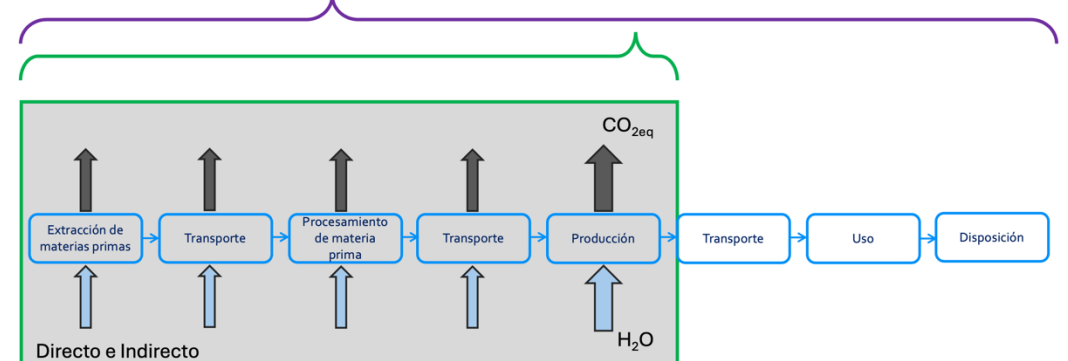 CO2eq
Extracción de
materias primas
Transporte
Procesamiento
de materia
prima
Transporte
Producción
Transporte
Uso
Disposición
H2O
Directo e Indirecto